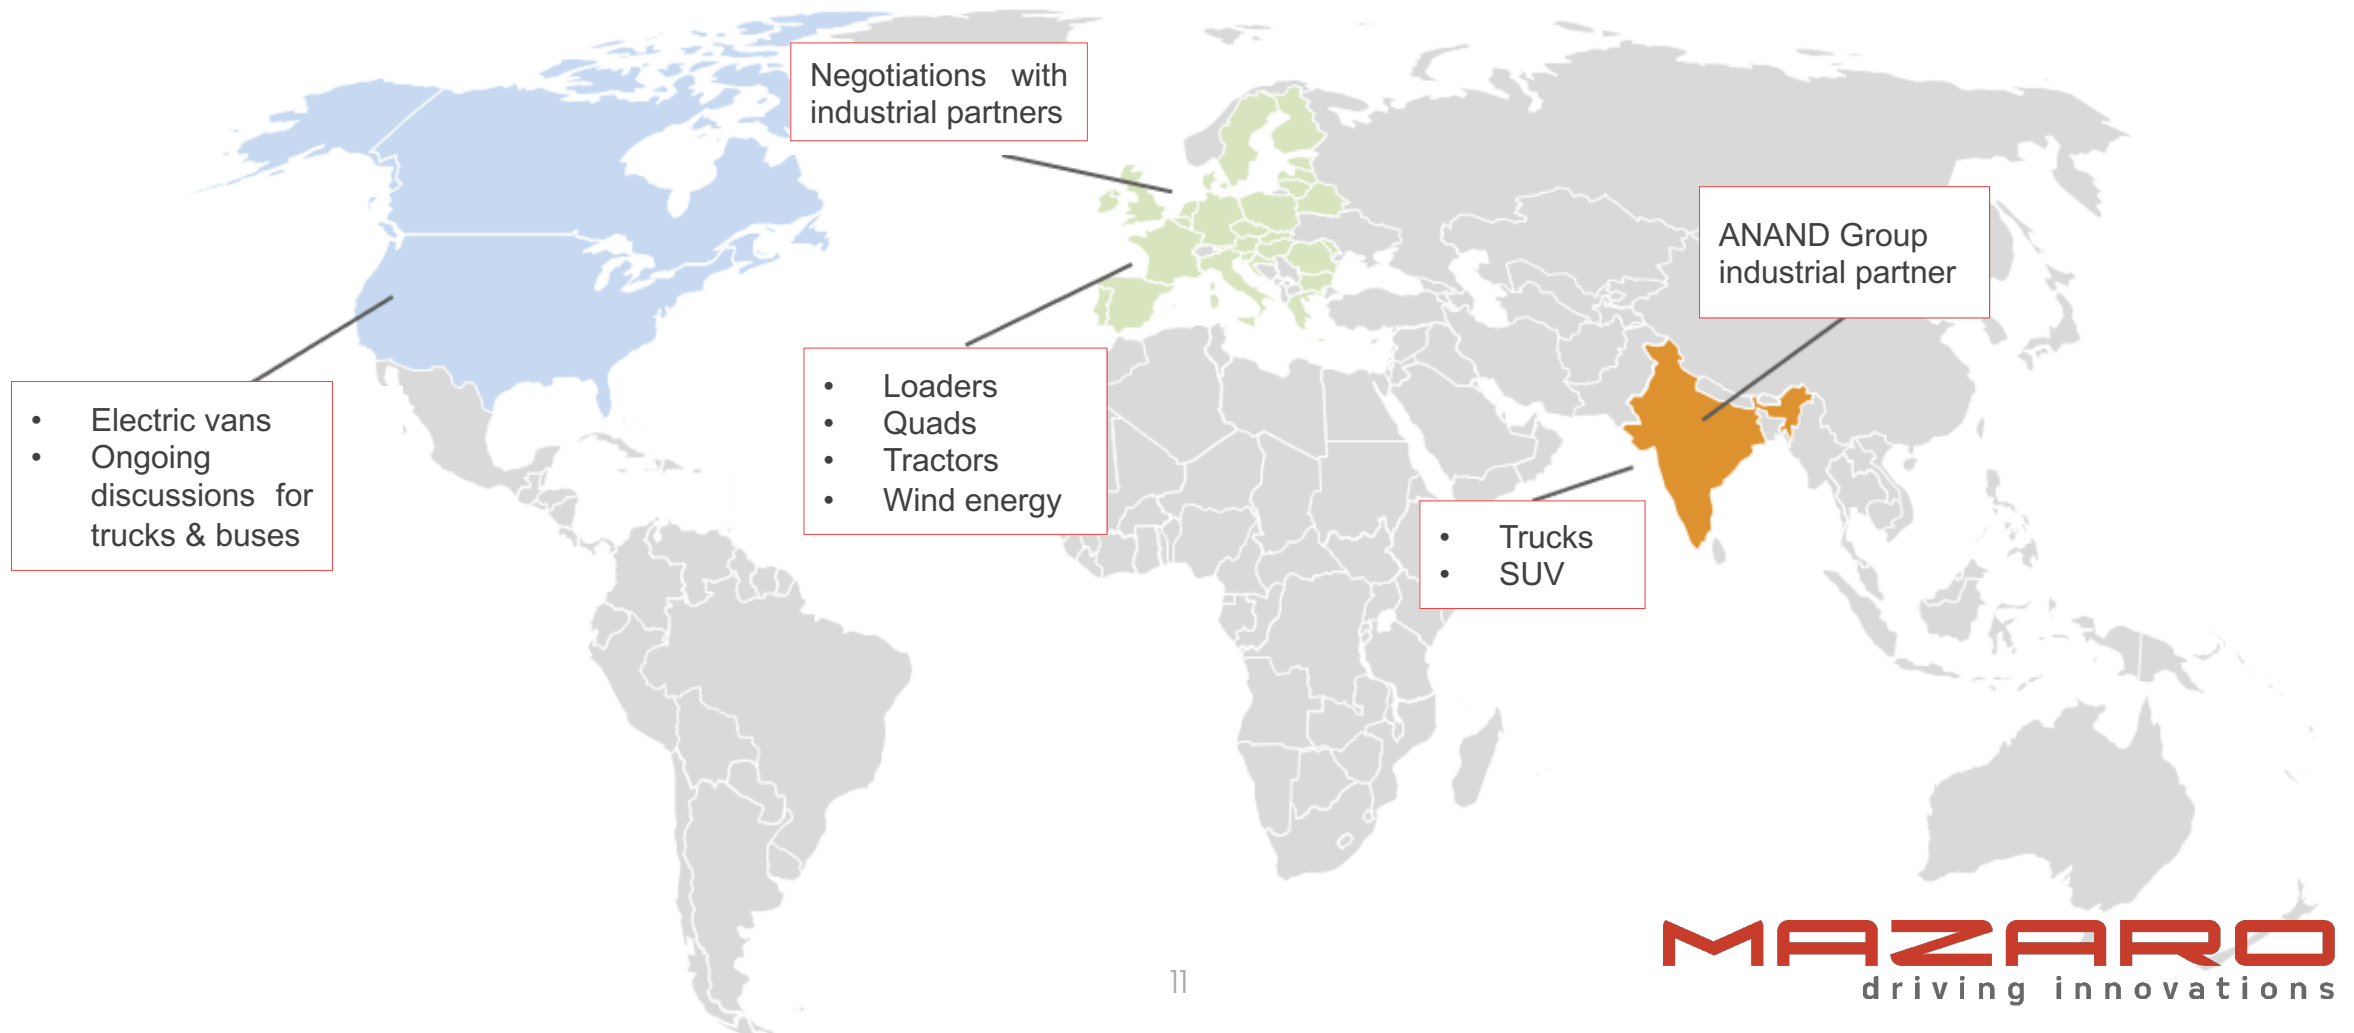 Negotiations with
industrial partners
ANAND Group
industrial partner
• Electric vans
• Ongoing
discussions for
trucks & buses
• Loaders
• Quads
• Tractors
• Wind energy
• Trucks
• SUV
11
MAZARO
driving innovations